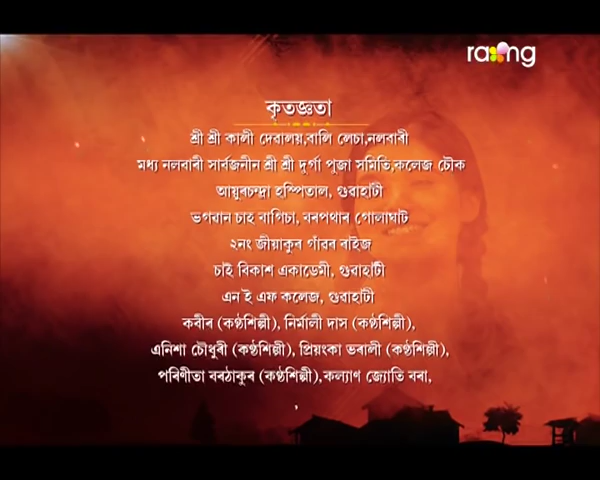 rang
কৃতজ্ঞতা
শ্ৰী শ্ৰী কালী দেৱালয়,বালি লেচা,নলবাৰী
মধ্য নলবাৰী সাৰ্বজনীন শ্ৰী শ্ৰী দুৰ্গা পূজা সমিতি,কলেজ চৌক
আয়ুৰচন্দ্ৰা হস্পিতাল, গুৱাহাটী
ভগৱান চাহ বাগিচা, বৰপথাৰ গোলাঘাট
২নং জীয়াকুৰ গাঁৱৰ ৰাইজ
চাই বিকাশ একাডেমী, গুৱাহাটী
এন ই এফ কলেজ, গুৱাহাটী
কবীৰ (কণ্ঠশিল্পী), নিৰ্মালী দাস (কণ্ঠশিল্পী),
এনিশা চৌধুৰী (কণ্ঠশিল্পী), প্ৰিয়ংকা ভৰালী (কণ্ঠশিল্পী),
পৰিণীতা বৰঠাকুৰ (কণ্ঠশিল্পী),কল্যাণ জ্যোতি বৰা,
,